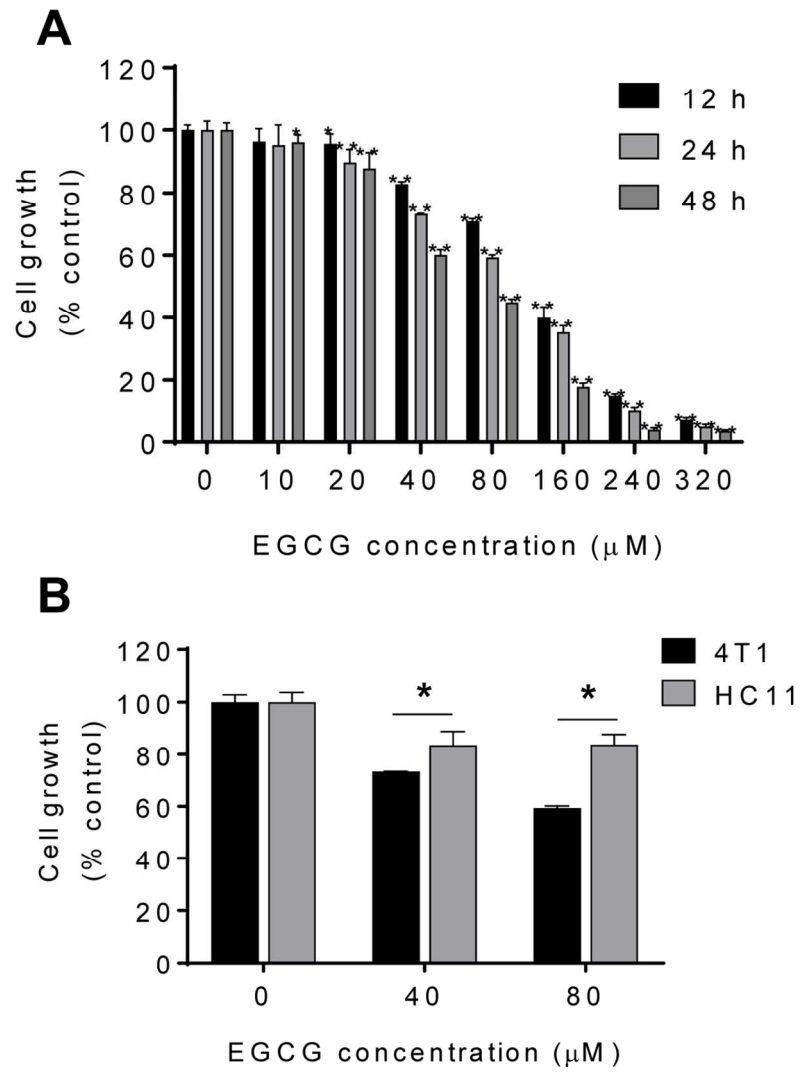 A
120
100
80
60
40
20
0
Cell growth
(% control)
12 h
24 h
48 h
* * * * * * * * * * * * * * * * * * * * * * * * * * * * * * * * * * * *
0 10 20 40 80 160 240 320
EGCG concentration (μM)
B
120
100
80
60
40
20
0
Cell growth
(% control)
4T1
HC11
* *
0 40 80
EGCG concentration (μM)